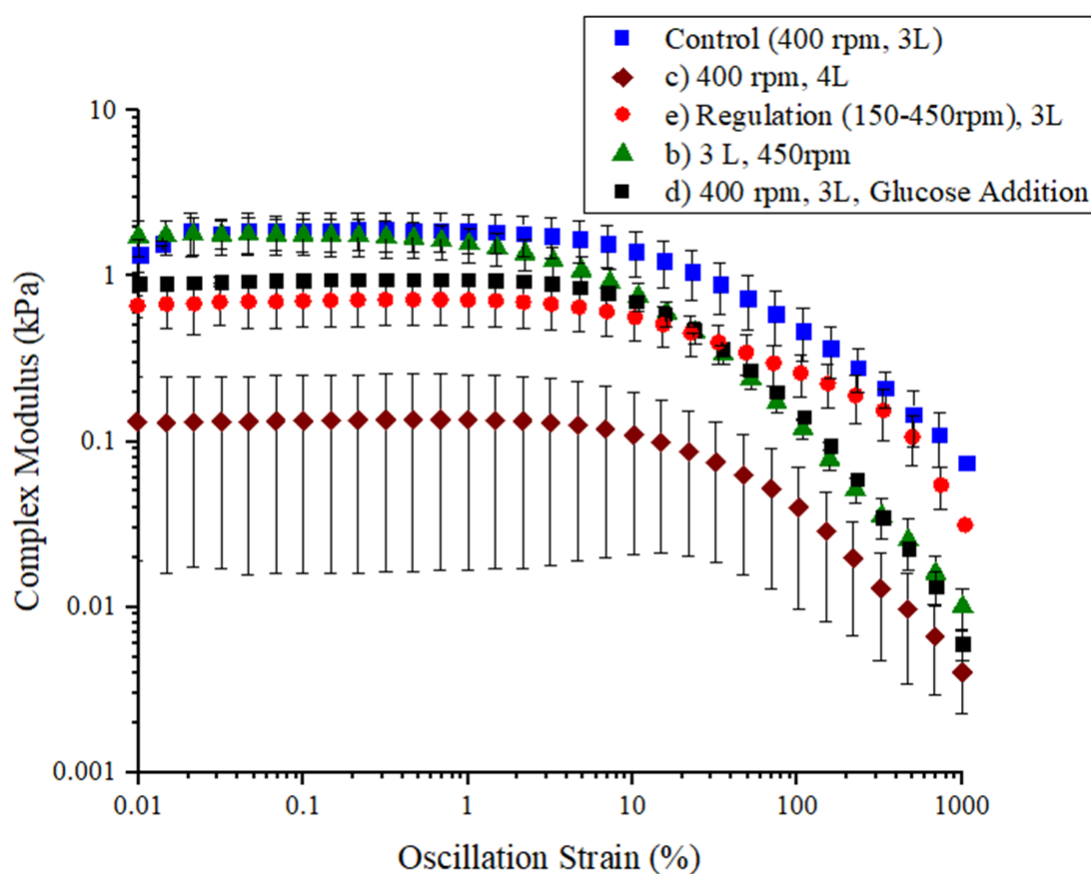 Control (400 rpm, 3L)
c) 400 rpm, 4L
e) Regulation (150-450rpm), 3L
b) 3 L, 450rpm
d) 400 rpm, 3L, Glucose Addition
10
1
0.1
0.01
0.001
Complex Modulus (kPa)
0.01 0.1 1 10 100 1000
Oscillation Strain (%)